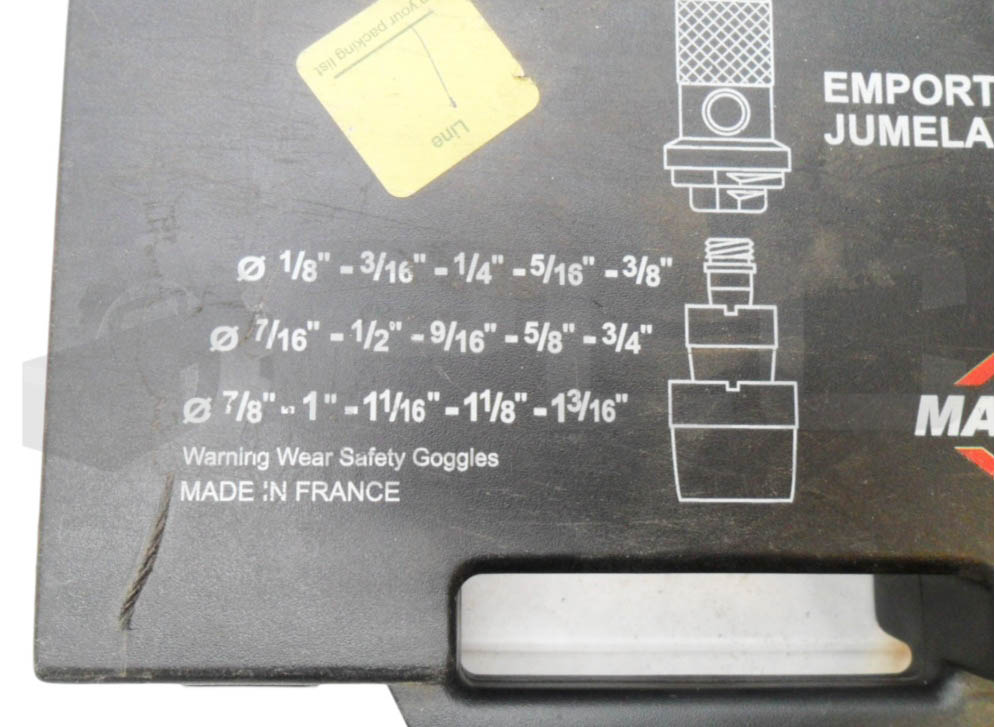 your packing list
Line
EMPORT
JUMELA
Ø 1/8" - 3/16" - 1/4" - 5/16" - 3/8"
Ø 7/16" - 1/2" - 9/16" - 5/8" - 3/4"
Ø 7/8" - 1" - 1 1/16" - 1 1/8" - 1 3/16"
MA
Warning Wear Safety Goggles
MADE IN FRANCE